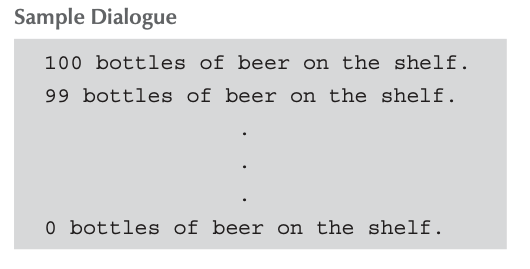 Sample Dialogue
100 bottles of beer on the shelf.
99 bottles of beer on the shelf.
.
.
.
0 bottles of beer on the shelf.